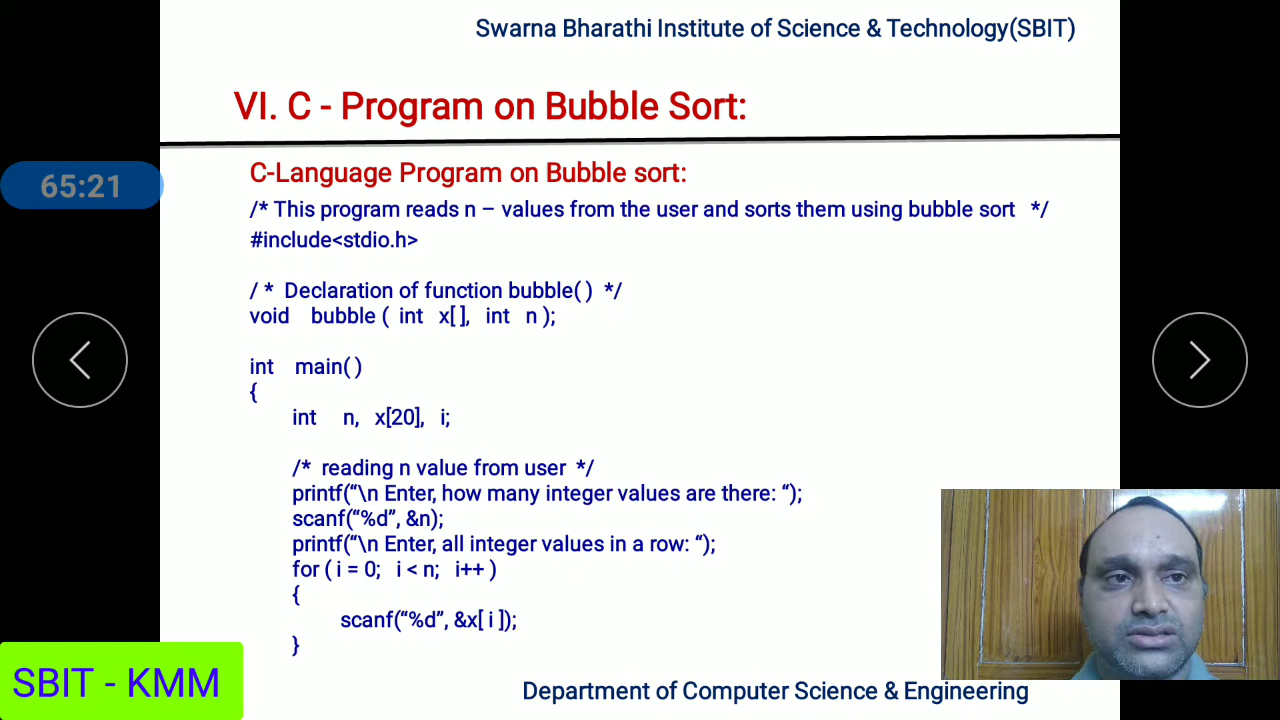 Swarna Bharathi Institute of Science & Technology(SBIT)
VI. C - Program on Bubble Sort:
65:21
C-Language Program on Bubble sort:
/* This program reads n – values from the user and sorts them using bubble sort */
#include<stdio.h>
/ * Declaration of function bubble( ) */
void bubble ( int x[ ], int n );
int main( )
{
int n, x[20], i;
/* reading n value from user */
printf(“\n Enter, how many integer values are there: “);
scanf(“%d”, &n);
printf(“\n Enter, all integer values in a row: “);
for ( i = 0; i < n; i++ )
{
scanf(“%d”, &x[ i ]);
}
SBIT - KMM
Department of Computer Science & Engineering